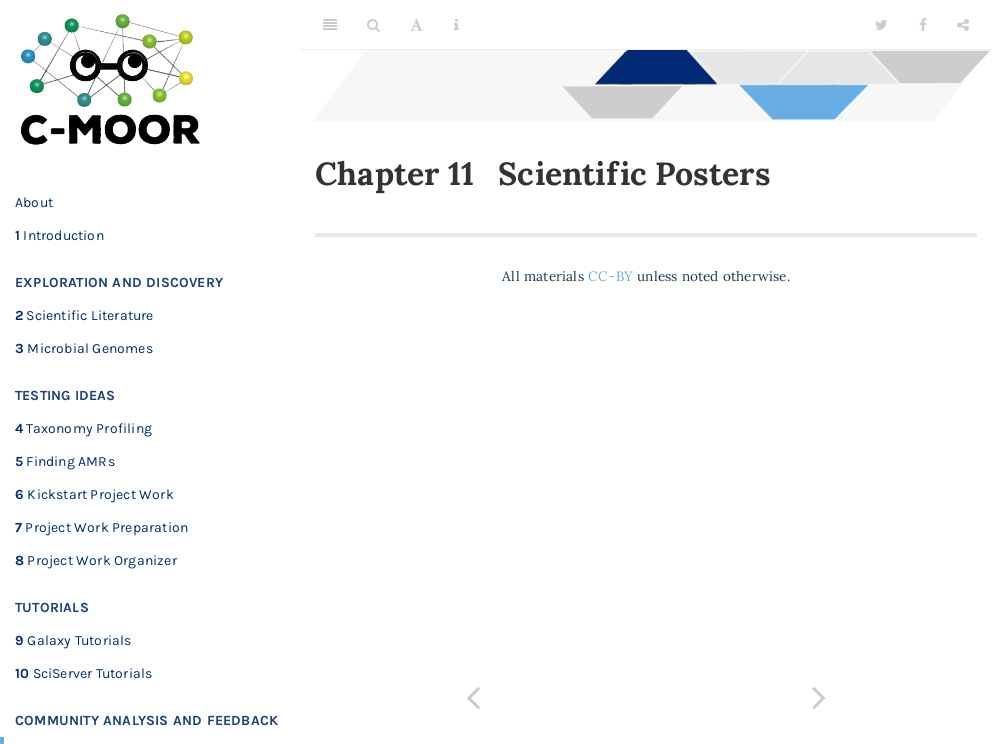 C-MOOR
About
1 Introduction
EXPLORATION AND DISCOVERY
2 Scientific Literature
3 Microbial Genomes
TESTING IDEAS
4 Taxonomy Profiling
5 Finding AMRs
6 Kickstart Project Work
7 Project Work Preparation
8 Project Work Organizer
TUTORIALS
9 Galaxy Tutorials
10 SciServer Tutorials
COMMUNITY ANALYSIS AND FEEDBACK
A
Chapter 11 Scientific Posters
All materials CC-BY unless noted otherwise.